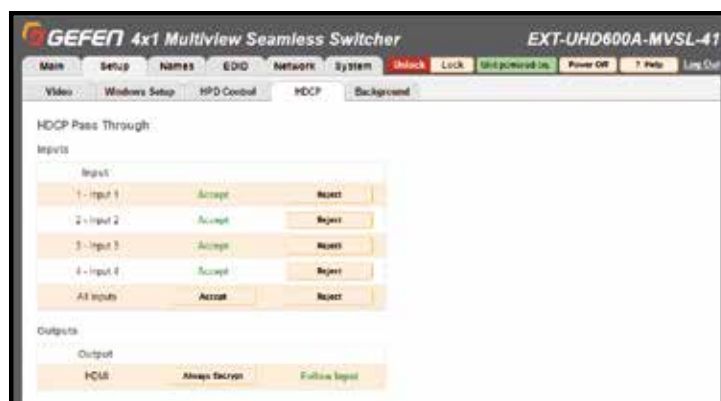 GEFEN 4x1 Multiview Seamless Switcher EXT-UHD600A-MVSL-41
Main Setup Names EDID Network System Unlock Lock Unit powered on Power Off ? Help Log Out
Video Windows Setup HPD Control HDCP Background
HDCP Pass Through
Inputs
Input
1 - Input 1 Accept Reject
2 - Input 2 Accept Reject
3 - Input 3 Accept Reject
4 - Input 4 Accept Reject
All Inputs Accept Reject
Outputs
Output
HDMI Always Encrypt Follow Input